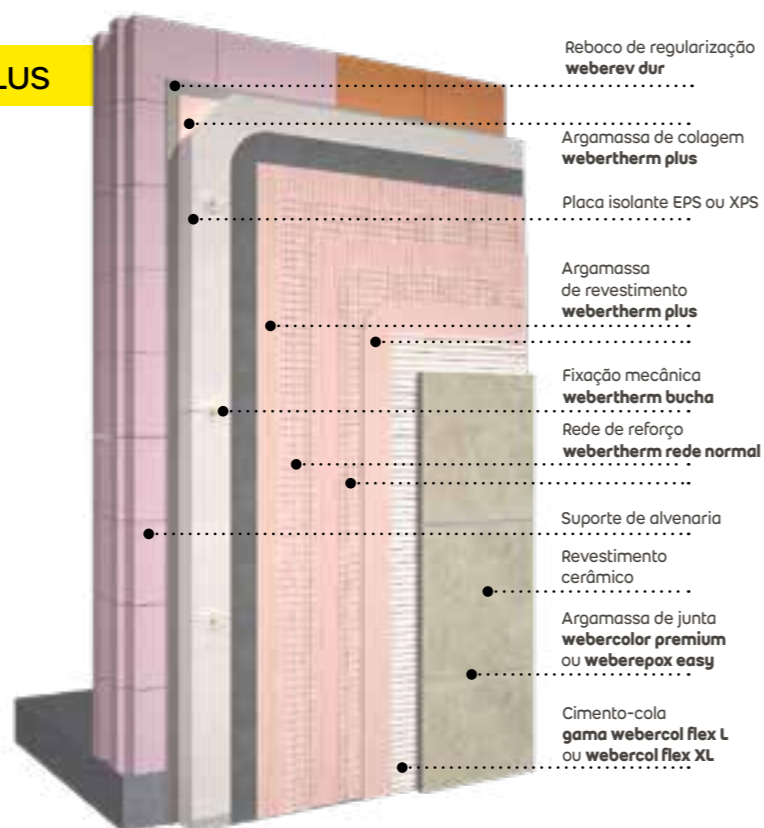 LUS
Reboco de regularização
weberev dur
Argamassa de colagem
webertherm plus
Placa isolante EPS ou XPS
Argamassa
de revestimento
webertherm plus
Fixação mecânica
webertherm bucha
Rede de reforço
webertherm rede normal
Suporte de alvenaria
Revestimento
cerâmico
Argamassa de junta
webercolor premium
ou weberepox easy
Cimento-cola
gama webercol flex L
ou webercol flex XL